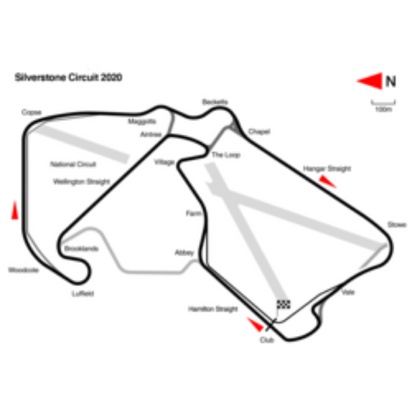 Silverstone Circuit 2020
N
100m
Becketts
Copse
Maggotts
Aintree
Chapel
The Loop
Village
National Circuit
Hangar Straight
Wellington Straight
Farm
Stowe
Brooklands
Abbey
Woodcote
Luffield
Vale
Hamilton Straight
Club